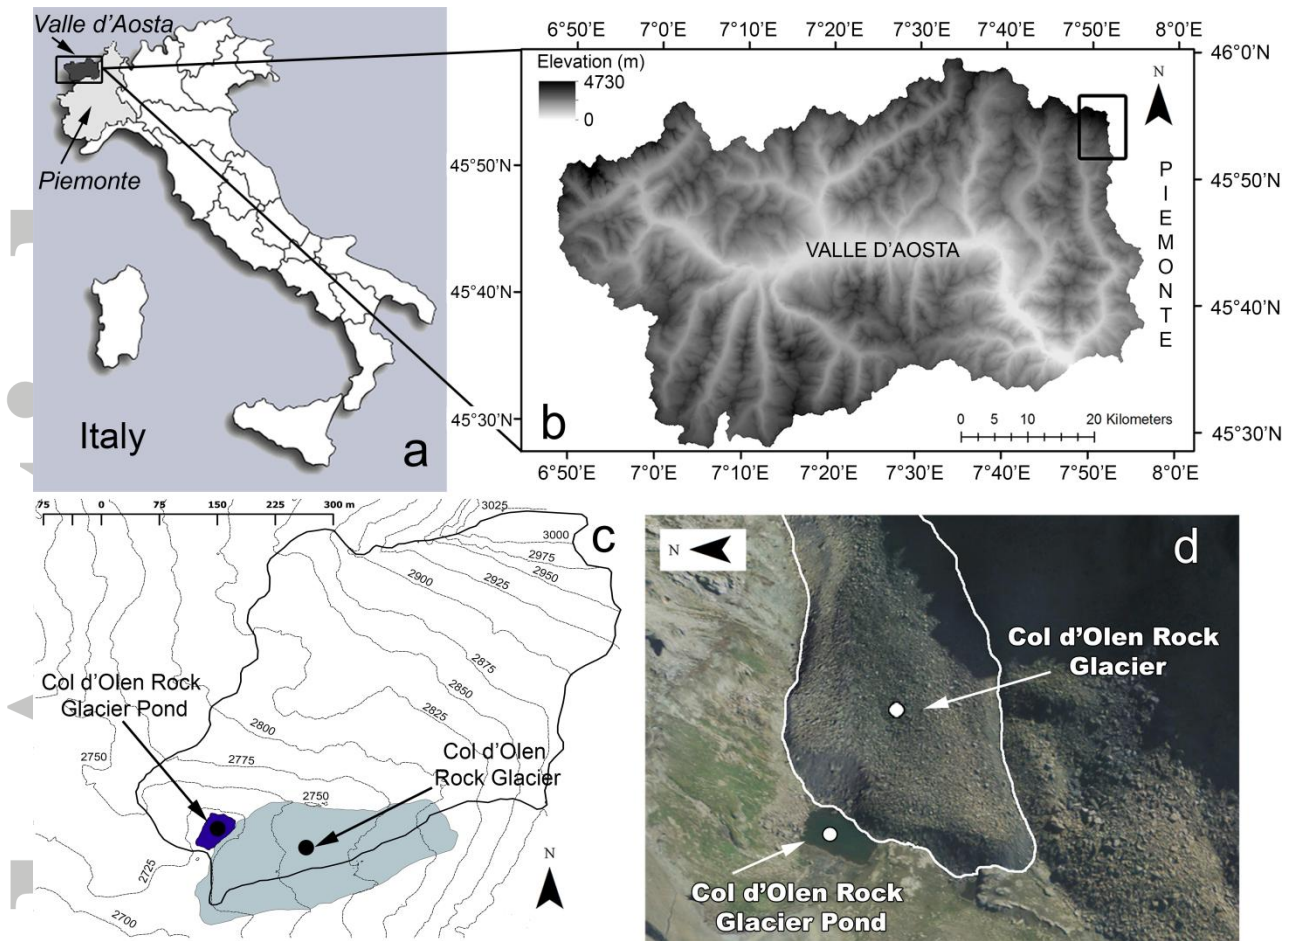 Valle d'Aosta
Piemonte
Italy
a
6°50'E 7°0'E 7°10'E 7°20'E 7°30'E 7°40'E 7°50'E
46°0'N
45°50'N
45°40'N
45°30'N
45°50'N
45°40'N
45°30'N
Elevation (m)
4730
0
N
PIEMONTE
VALLE D'AOSTA
0 5 10 20 Kilometers
b
6°50'E 7°0'E 7°10'E 7°20'E 7°30'E 7°40'E 7°50'E 8°0'E
75 0 75 150 225 300 m
c
3025
3000
2975
2950
2925
2900
2875
2850
2825
2800
2775
2750
2750
2725
2700
Col d'Olen Rock
Glacier Pond
Col d'Olen
Rock Glacier
N
N
d
Col d'Olen Rock
Glacier
Col d'Olen Rock
Glacier Pond